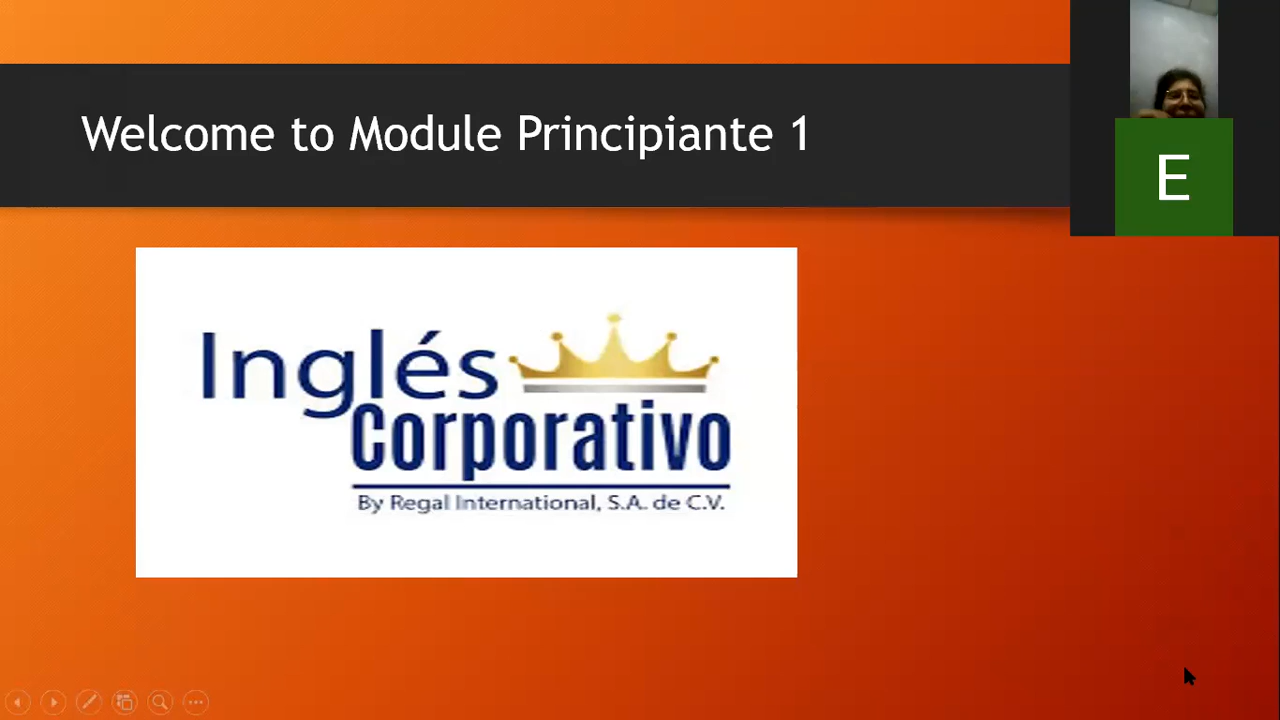 Welcome to Module Principiante 1
E
Inglés
Corporativo
By Regal International, S.A. de C.V.